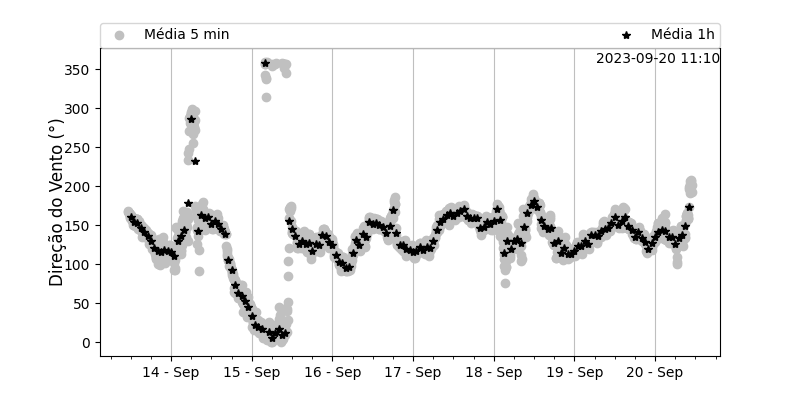 Média 5 min
Média 1h
2023-09-20 11:10
Direção do Vento (°)
350
300
250
200
150
100
50
0
14 - Sep
15 - Sep
16 - Sep
17 - Sep
18 - Sep
19 - Sep
20 - Sep